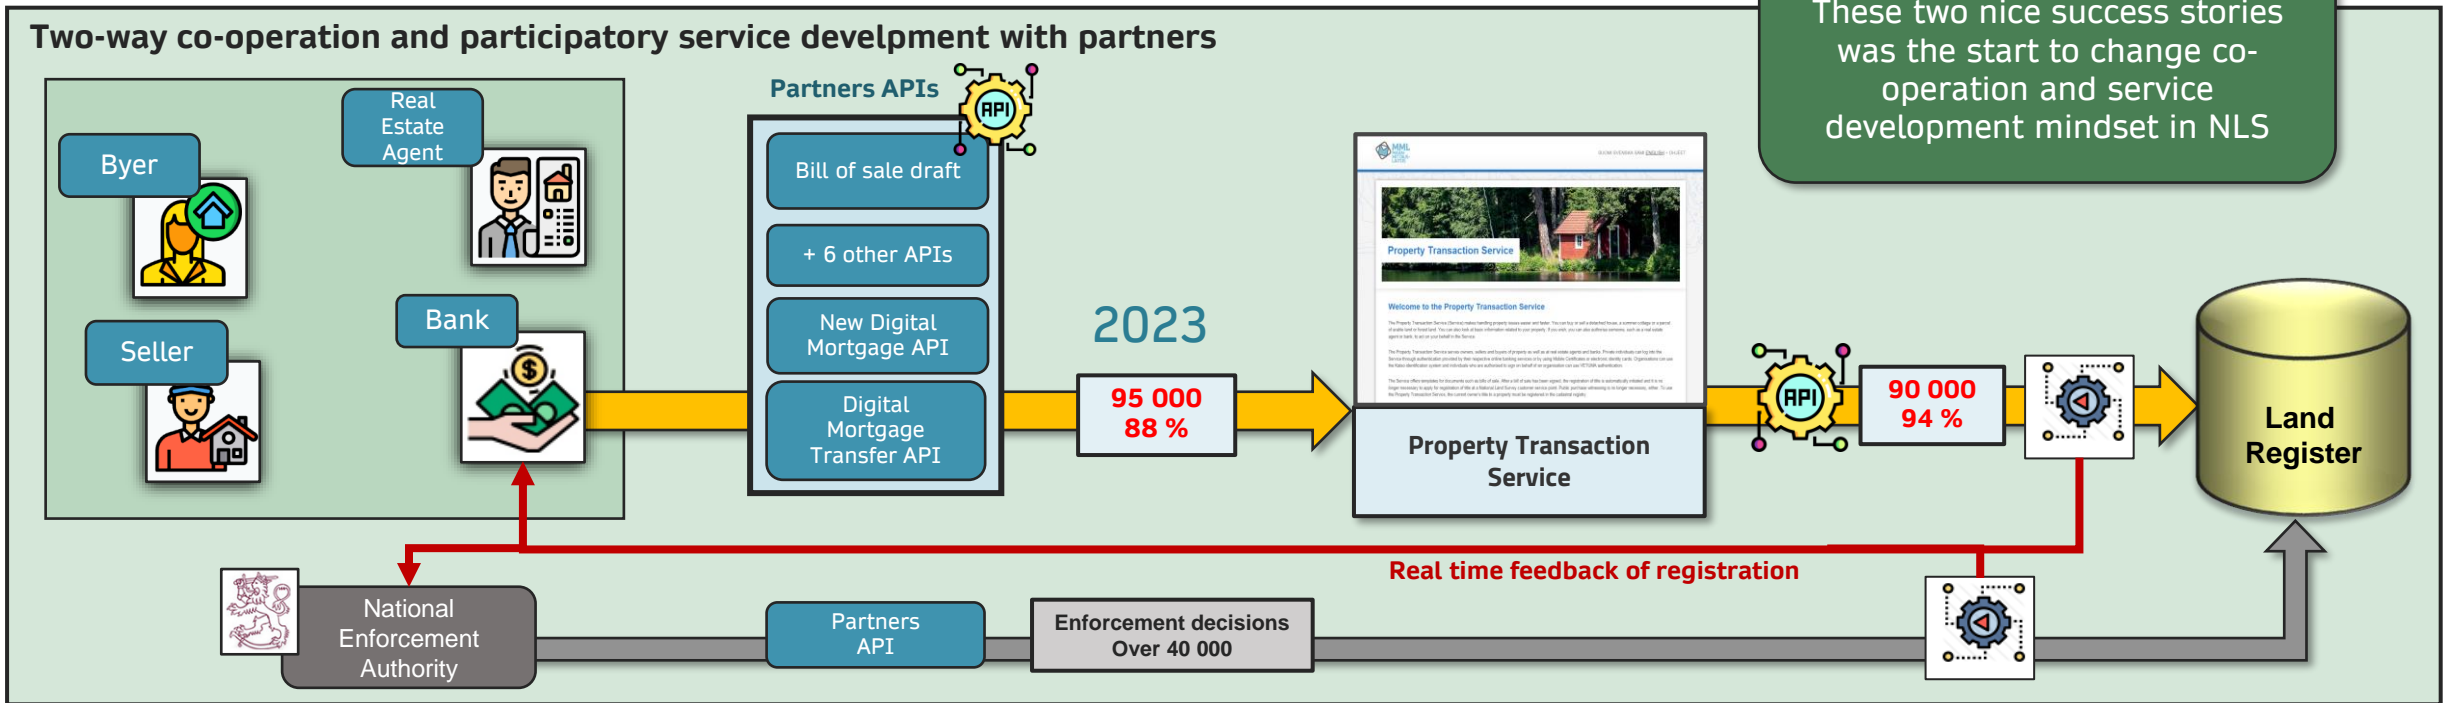 These two nice success stories
was the start to change co-
operation and service
development mindset in NLS
Two-way co-operation and participatory service develpment with partners
Byer
Real
Estate
Agent
Seller
Bank
Partners APIs
API
Bill of sale draft
+ 6 other APIs
New Digital
Mortgage API
Digital
Mortgage
Transfer API
2023
95 000
88 %
MML
Property Transaction Service
Welcome to the Property Transaction Service
Property Transaction
Service
API
90 000
94 %
Land
Register
Real time feedback of registration
National
Enforcement
Authority
Partners
API
Enforcement decisions
Over 40 000